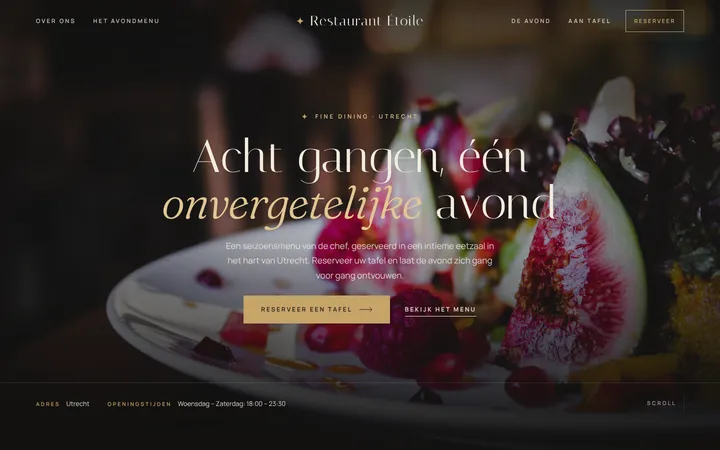 OVER ONS
HET AVONDMENU
✦ Restaurant Étoile
DE AVOND
AAN TAFEL
RESERVEER
✦ FINE DINING · UTRECHT
Acht gangen, één
onvergetelijke avond
Een seizoensmenu van de chef, geserveerd in een intieme eetzaal in
het hart van Utrecht. Reserveer uw tafel en laat de avond zich gang
voor gang ontvouwen.
RESERVEER EEN TAFEL →
BEKIJK HET MENU
ADRES Utrecht
OPENINGSTIJDEN Woensdag – Zaterdag: 18:00 – 23:30
SCROLL